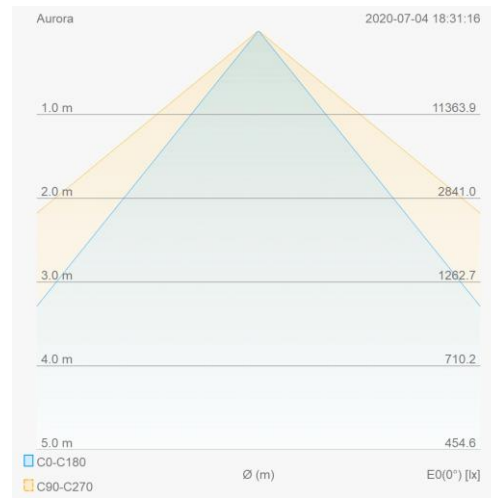 Aurora 2020-07-04 18:31:16
1.0 m 11363.9
2.0 m 2841.0
3.0 m 1262.7
4.0 m 710.2
5.0 m 454.6
C0-C180
Ø (m) E0(0°) [lx]
C90-C270